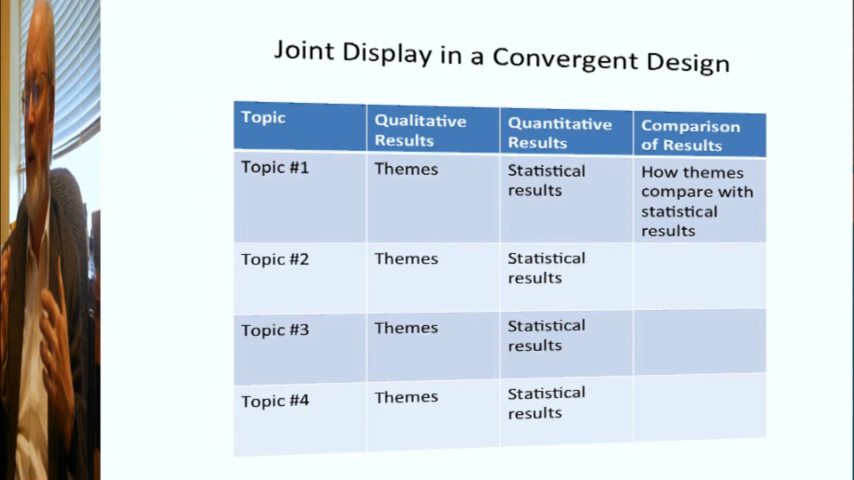 Joint Display in a Convergent Design
Topic
Qualitative
Results
Quantitative
Results
Comparison
of Results
Topic #1
Themes
Statistical
results
How themes
compare with
statistical
results
Topic #2
Themes
Statistical
results
Topic #3
Themes
Statistical
results
Topic #4
Themes
Statistical
results